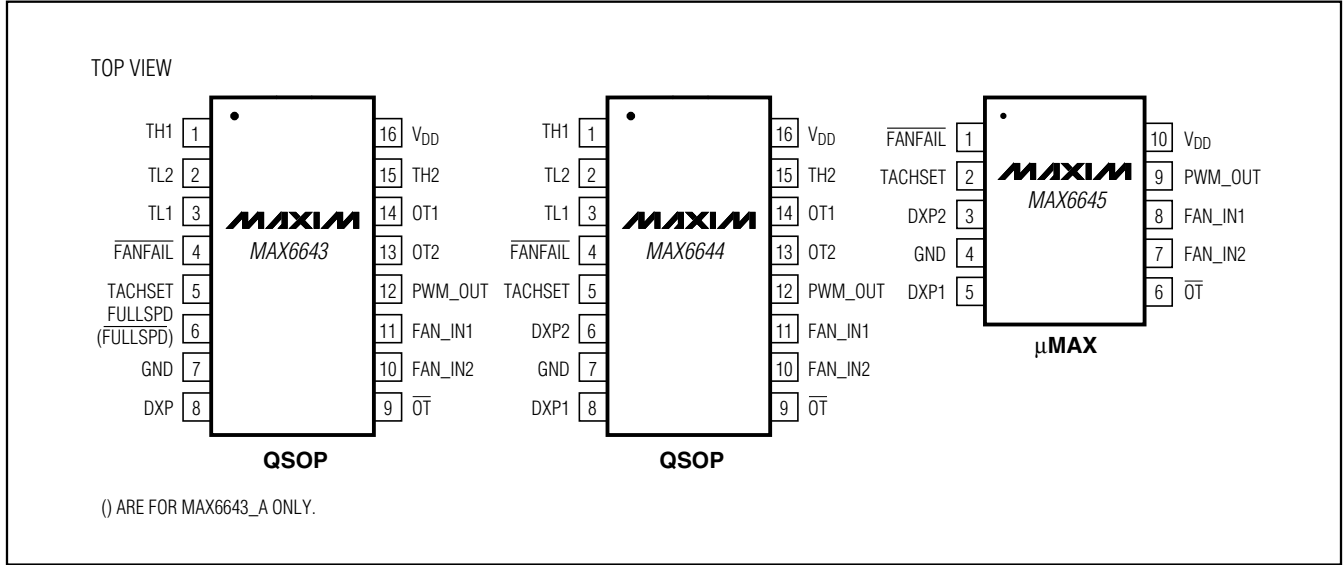 TOP VIEW
TH1 1
TL2 2
TL1 3
FANFAIL 4
TACHSET 5
FULLSPD
(FULLSPD) 6
GND 7
DXP 8
MAXIM
MAX6643
16 VDD
15 TH2
14 OT1
13 OT2
12 PWM_OUT
11 FAN_IN1
10 FAN_IN2
9 OT
QSOP
TH1 1
TL2 2
TL1 3
FANFAIL 4
TACHSET 5
DXP2 6
GND 7
DXP1 8
MAXIM
MAX6644
16 VDD
15 TH2
14 OT1
13 OT2
12 PWM_OUT
11 FAN_IN1
10 FAN_IN2
9 OT
QSOP
FANFAIL 1
TACHSET 2
DXP2 3
GND 4
DXP1 5
MAXIM
MAX6645
10 VDD
9 PWM_OUT
8 FAN_IN1
7 FAN_IN2
6 OT
μMAX
() ARE FOR MAX6643_A ONLY.